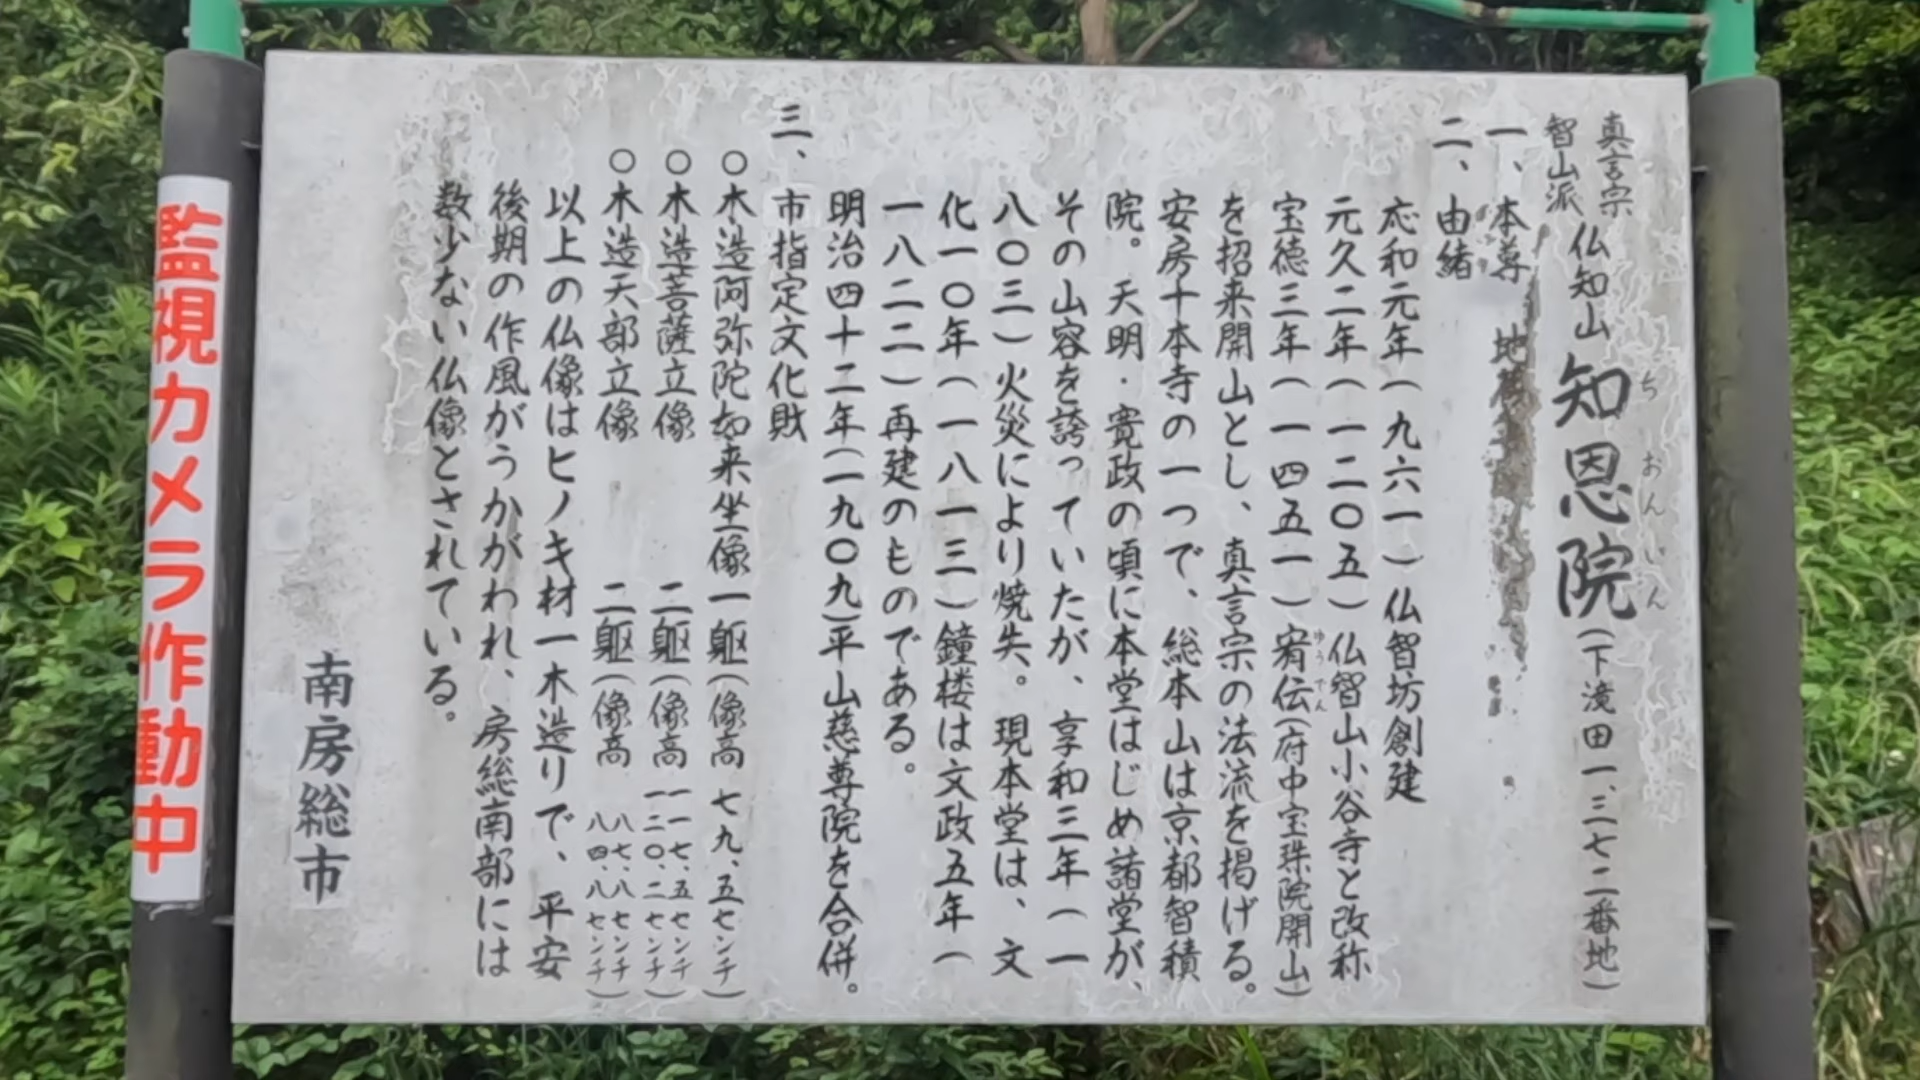 真言宗
智山派
仏知山 知恩院（下滝田一、三七二番地）
ちおんいん
一、本尊 地
二、由緒
応和元年（九六一）仏智坊創建
元久二年（一二〇五）仏智山小谷寺と改称
宝徳三年（一四五一）宥伝（府中宝珠院開山）
ゆうでん
を招来開山とし、真言宗の法流を掲げる。
安房十本寺の一つで、総本山は京都智積
院。天明・寛政の頃に本堂はじめ諸堂が、
その山容を誇っていたが、享和三年（一
八〇三）火災により焼失。現本堂は、文
化一〇年（一八一三）鐘楼は文政五年（
一八二二）再建のものである。
明治四十二年（一九〇九）平山慈尊院を合併。
三、市指定文化財
○木造阿弥陀如来坐像 一躯（像高 七九、五センチ）
○木造菩薩立像 二躯（像高 一一七、五センチ 一二〇、二センチ）
○木造天部立像 二躯（像高 八七、八センチ 八四、八センチ）
以上の仏像はヒノキ材一木造りで、平安
後期の作風がうかがわれ、房総南部には
数少ない仏像とされている。
南房総市
監視カメラ作動中